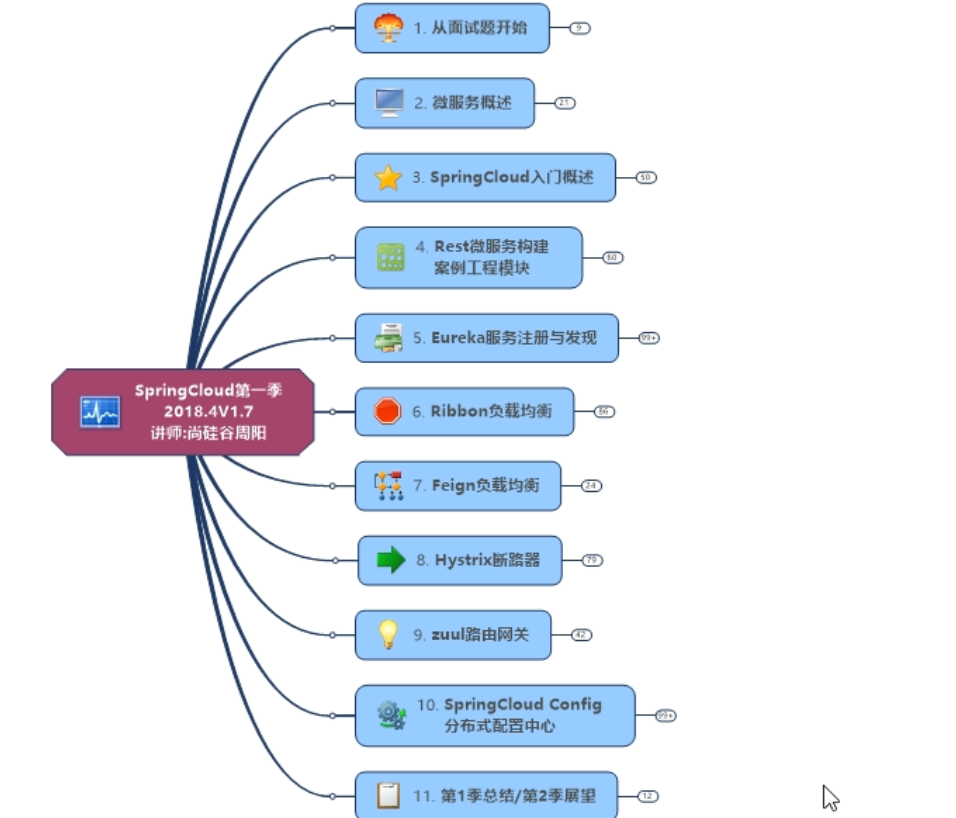 1. 从面试题开始
9
2. 微服务概述
21
3. SpringCloud入门概述
50
4. Rest微服务构建
案例工程模块
60
5. Eureka服务注册与发现
99+
SpringCloud第一季
2018.4V1.7
讲师:尚硅谷周阳
6. Ribbon负载均衡
86
7. Feign负载均衡
24
8. Hystrix断路器
79
9. zuul路由网关
42
10. SpringCloud Config
分布式配置中心
99+
11. 第1季总结/第2季展望
12